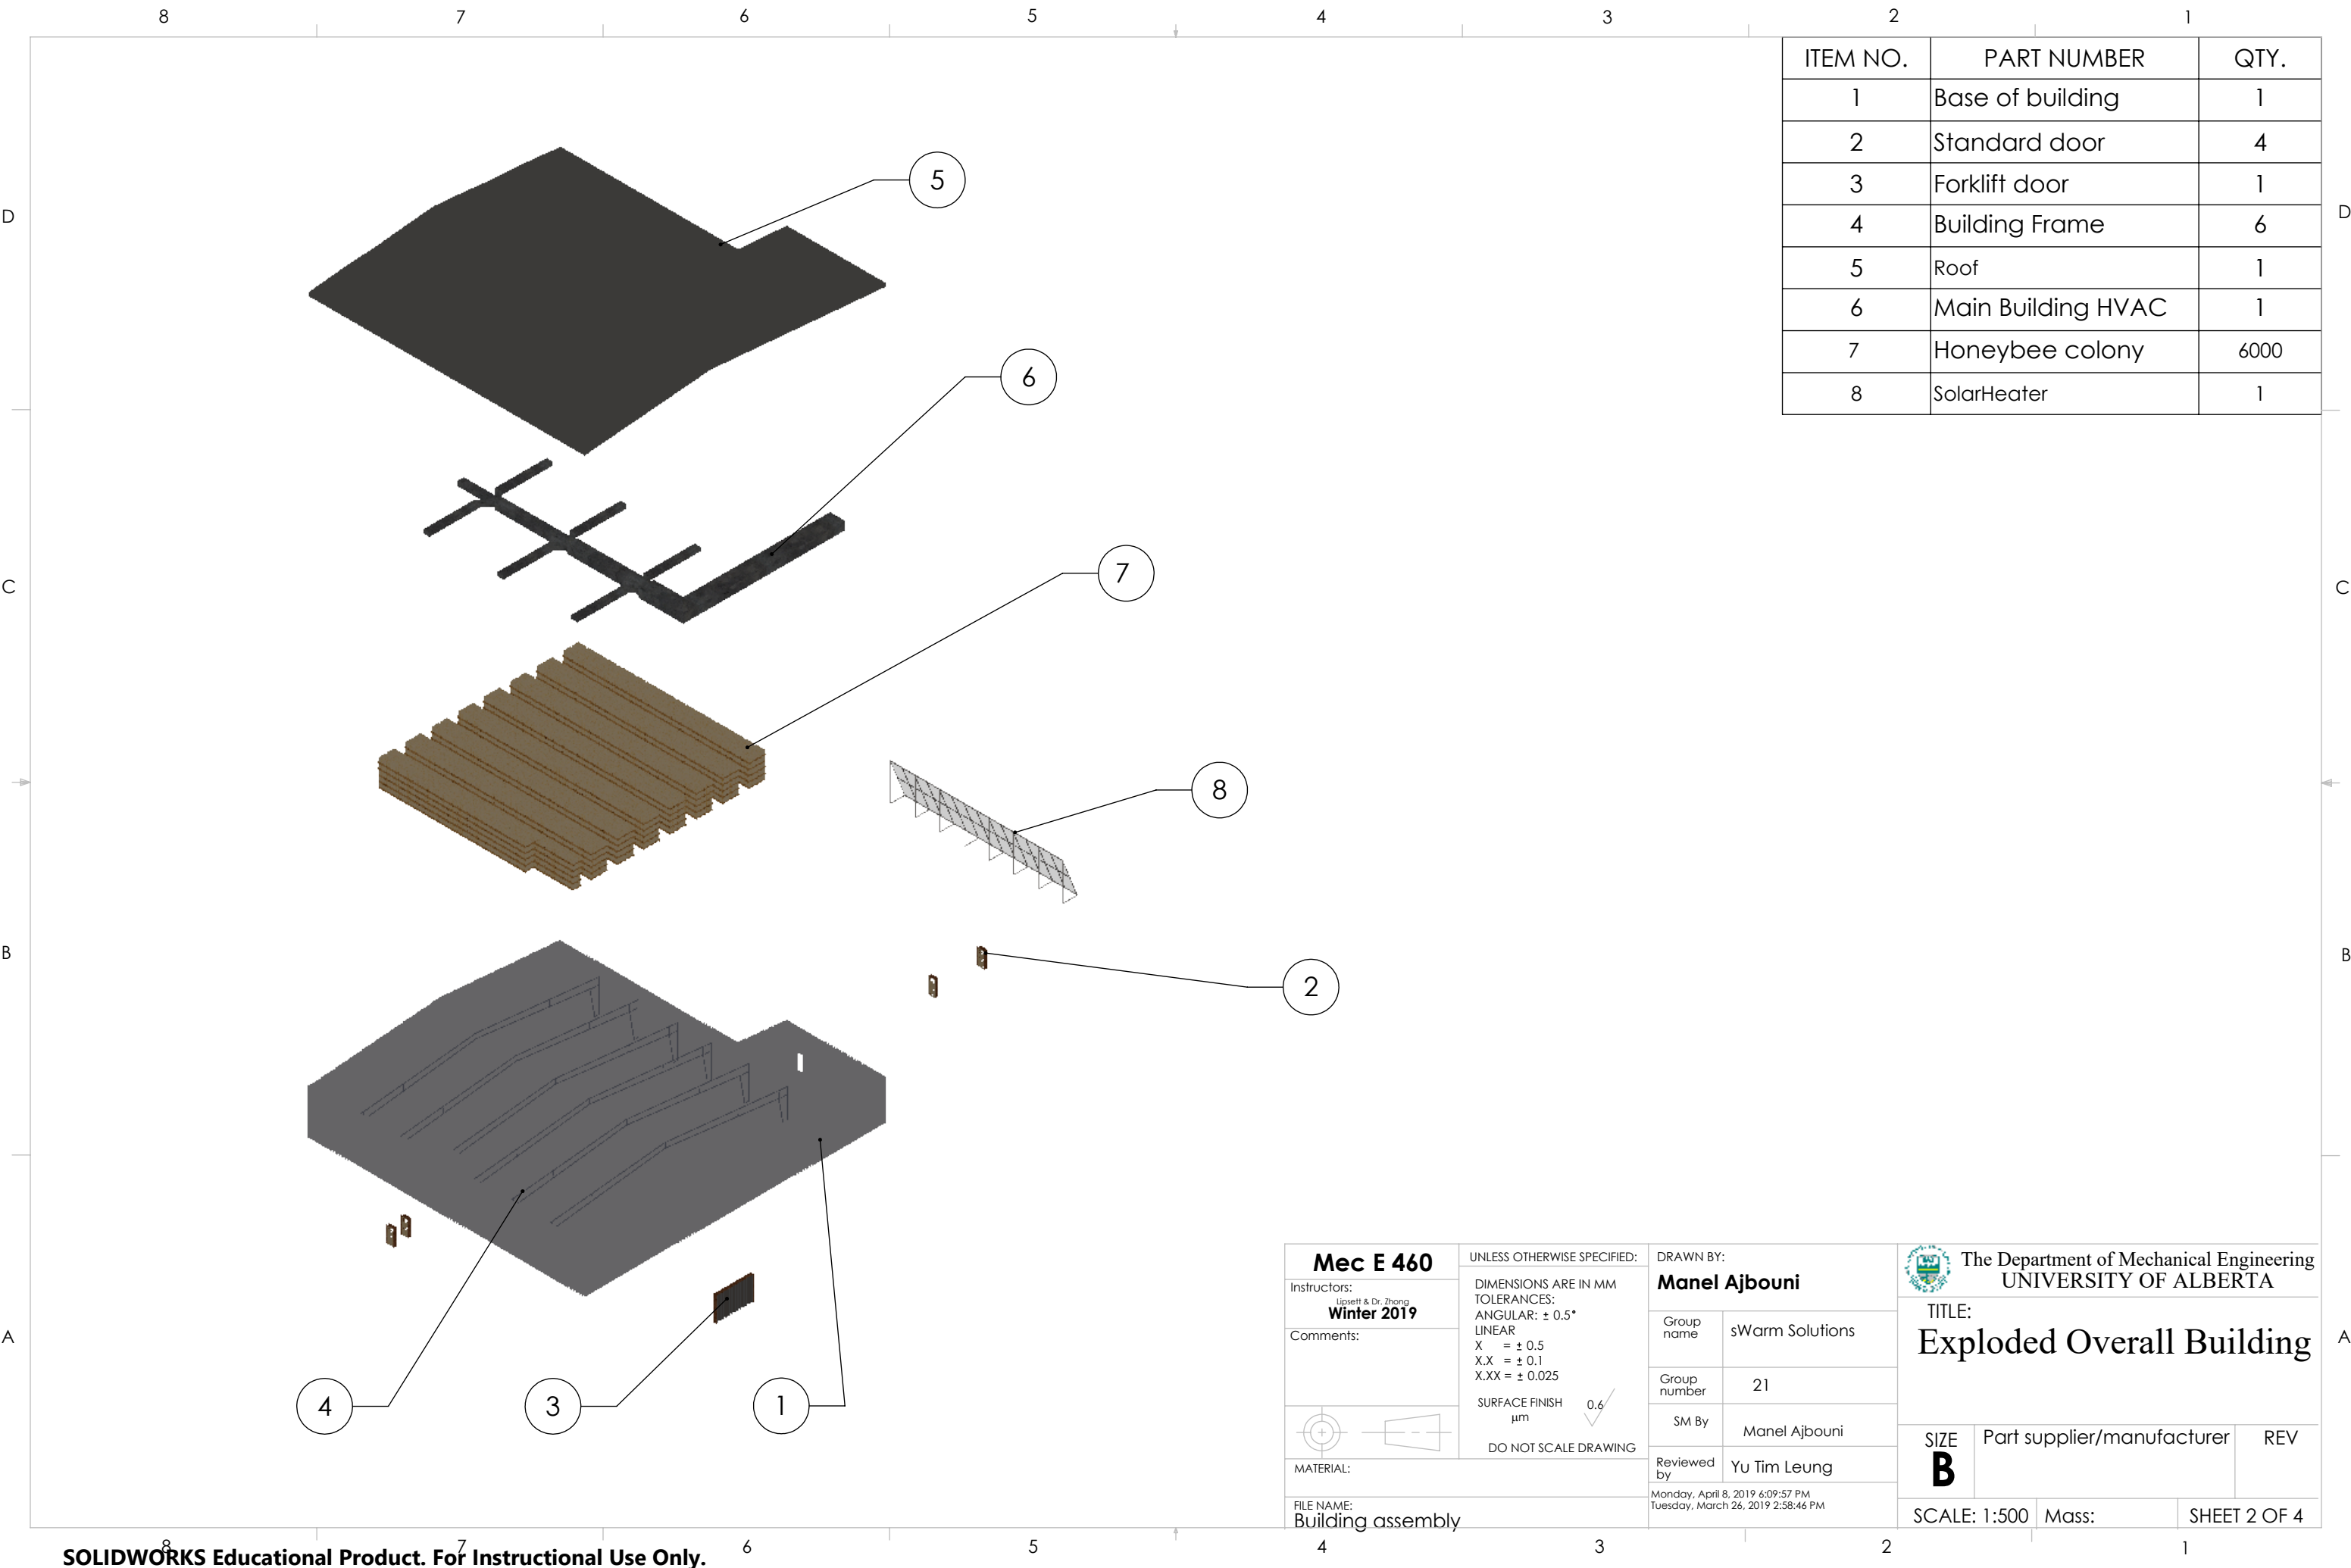 8 7 6 5 4 3 2 1
ITEM NO. PART NUMBER QTY.
1 Base of building 1
2 Standard door 4
3 Forklift door 1
4 Building Frame 6
5 Roof 1
6 Main Building HVAC 1
7 Honeybee colony 6000
8 SolarHeater 1
D D
C C
B B
A A
5
6
7
8
2
4
3
1
Mec E 460
Instructors:
Lipsett & Dr. Zhong
Winter 2019
Comments:
MATERIAL:
FILE NAME:
Building assembly
UNLESS OTHERWISE SPECIFIED:
DIMENSIONS ARE IN MM
TOLERANCES:
ANGULAR: ± 0.5°
LINEAR
X = ± 0.5
X.X = ± 0.1
X.XX = ± 0.025
SURFACE FINISH 0.6
µm
DO NOT SCALE DRAWING
DRAWN BY:
Manel Ajbouni
Group name sWarm Solutions
Group number 21
SM By Manel Ajbouni
Reviewed by Yu Tim Leung
Monday, April 8, 2019 6:09:57 PM
Tuesday, March 26, 2019 2:58:46 PM
The Department of Mechanical Engineering
UNIVERSITY OF ALBERTA
TITLE:
Exploded Overall Building
SIZE
B
Part supplier/manufacturer
REV
SCALE: 1:500 Mass: SHEET 2 OF 4
8 7 6 5 4 3 2 1
SOLIDWORKS Educational Product. For Instructional Use Only.